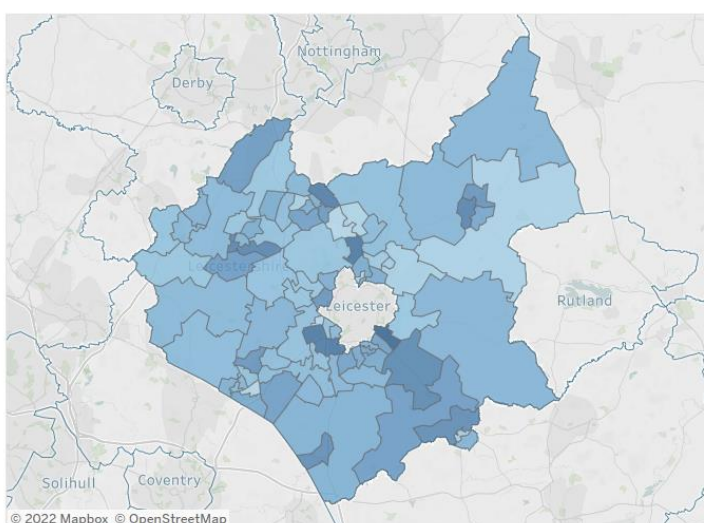 Nottingham
Derby
Leicestershire
Leicester
Rutland
Solihull
Coventry
© 2022 Mapbox © OpenStreetMap